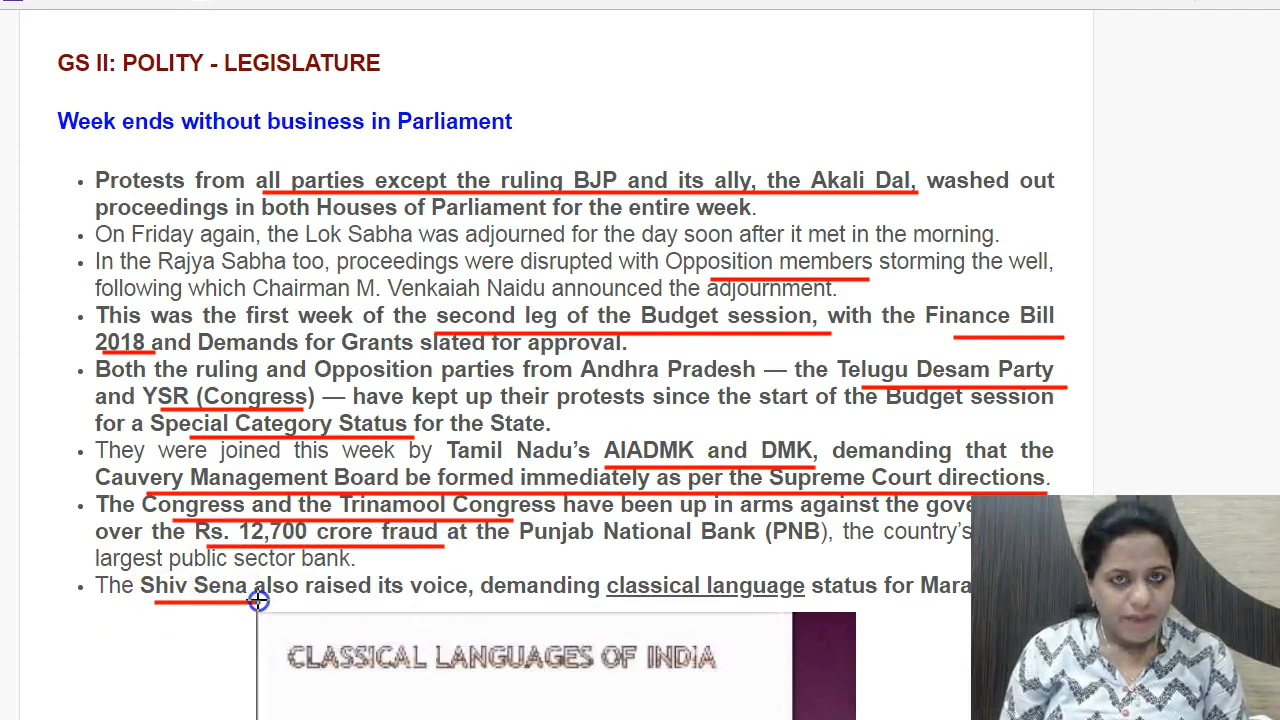 GS II: POLITY - LEGISLATURE
Week ends without business in Parliament
• Protests from all parties except the ruling BJP and its ally, the Akali Dal, washed out
proceedings in both Houses of Parliament for the entire week.
• On Friday again, the Lok Sabha was adjourned for the day soon after it met in the morning.
• In the Rajya Sabha too, proceedings were disrupted with Opposition members storming the well,
following which Chairman M. Venkaiah Naidu announced the adjournment.
• This was the first week of the second leg of the Budget session, with the Finance Bill
2018 and Demands for Grants slated for approval.
• Both the ruling and Opposition parties from Andhra Pradesh — the Telugu Desam Party
and YSR (Congress) — have kept up their protests since the start of the Budget session
for a Special Category Status for the State.
• They were joined this week by Tamil Nadu’s AIADMK and DMK, demanding that the
Cauvery Management Board be formed immediately as per the Supreme Court directions.
• The Congress and the Trinamool Congress have been up in arms against the gove
over the Rs. 12,700 crore fraud at the Punjab National Bank (PNB), the country’s
largest public sector bank.
• The Shiv Sena also raised its voice, demanding classical language status for Mara
CLASSICAL LANGUAGES OF INDIA